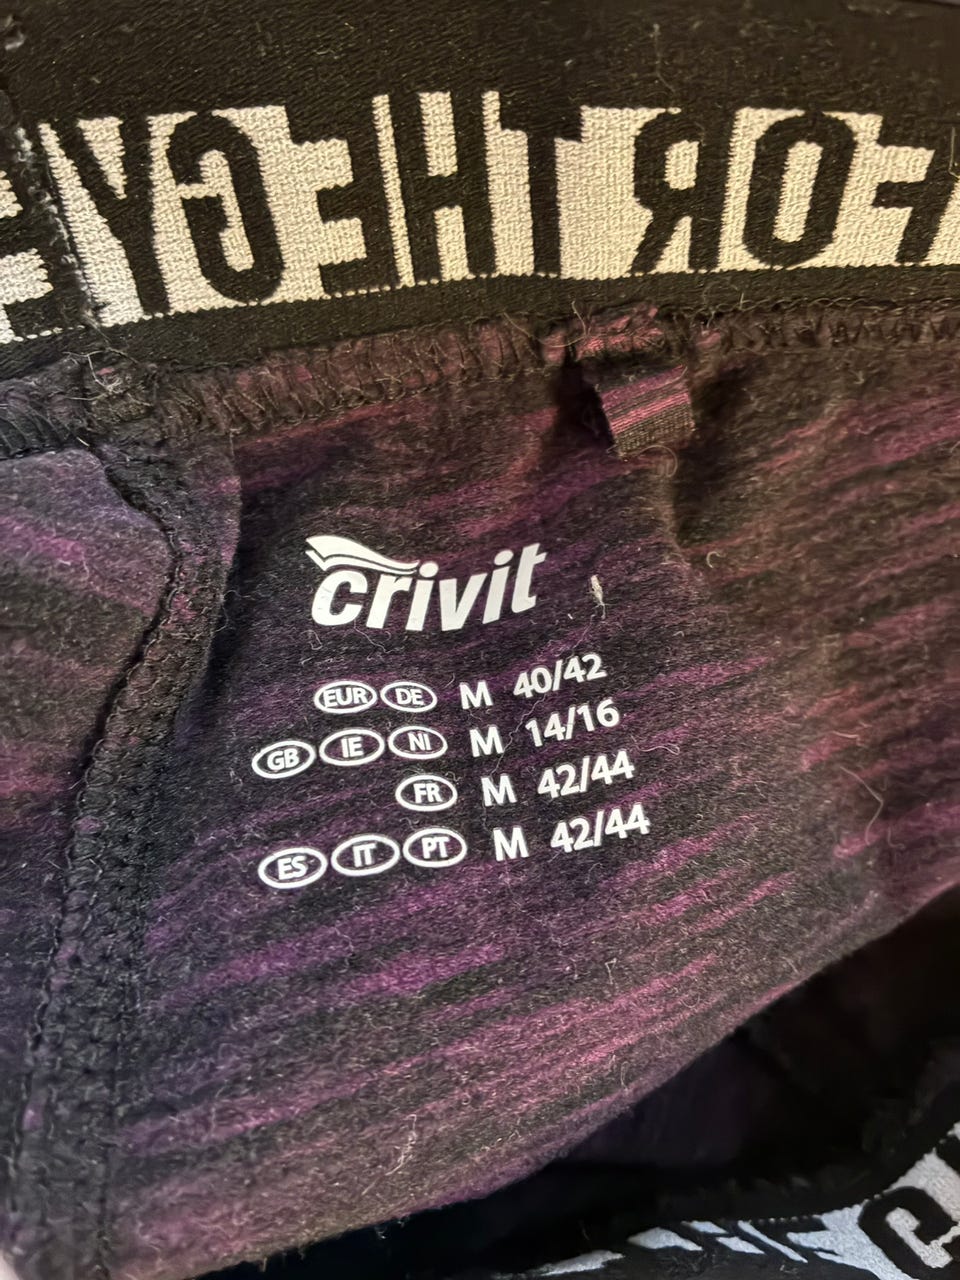 FOR THE GY
crivit
EUR DE M 40/42
GB IE NI M 14/16
FR M 42/44
ES IT PT M 42/44